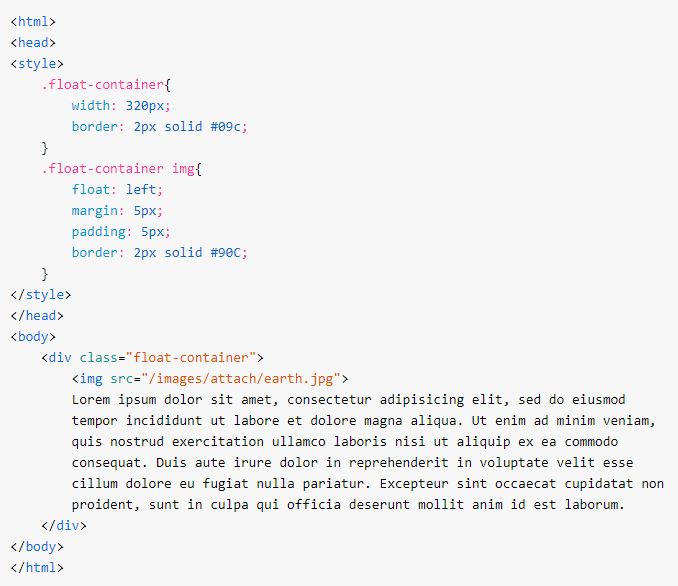 <html>
<head>
<style>
    .float-container{
        width: 320px;
        border: 2px solid #09c;
    }
    .float-container img{
        float: left;
        margin: 5px;
        padding: 5px;
        border: 2px solid #90C;
    }
</style>
</head>
<body>
    <div class="float-container">
        <img src="/images/attach/earth.jpg">
        Lorem ipsum dolor sit amet, consectetur adipisicing elit, sed do eiusmod
        tempor incididunt ut labore et dolore magna aliqua. Ut enim ad minim veniam,
        quis nostrud exercitation ullamco laboris nisi ut aliquip ex ea commodo
        consequat. Duis aute irure dolor in reprehenderit in voluptate velit esse
        cillum dolore eu fugiat nulla pariatur. Excepteur sint occaecat cupidatat non
        proident, sunt in culpa qui officia deserunt mollit anim id est laborum.
    </div>
</body>
</html>